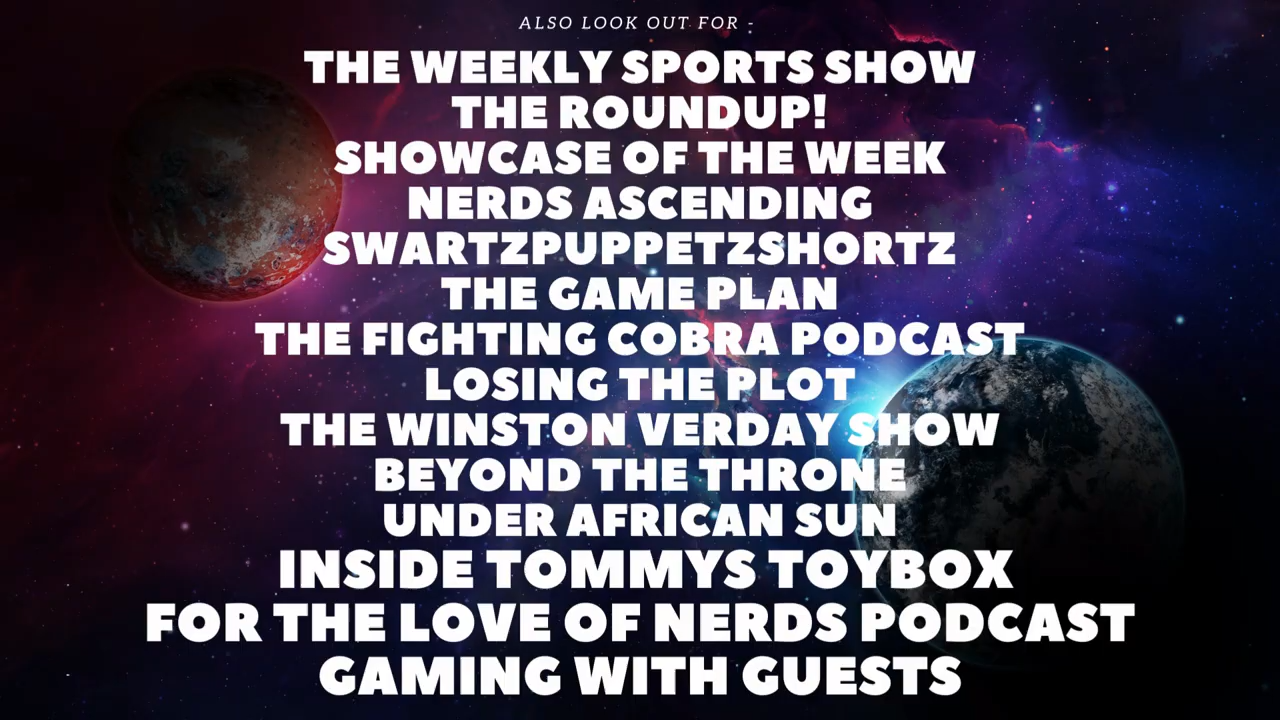 ALSO LOOK OUT FOR -
THE WEEKLY SPORTS SHOW
THE ROUNDUP!
SHOWCASE OF THE WEEK
NERDS ASCENDING
SWARTZPUPPETZSHORTZ
THE GAME PLAN
THE FIGHTING COBRA PODCAST
LOSING THE PLOT
THE WINSTON VERDAY SHOW
BEYOND THE THRONE
UNDER AFRICAN SUN
INSIDE TOMMYS TOYBOX
FOR THE LOVE OF NERDS PODCAST
GAMING WITH GUESTS